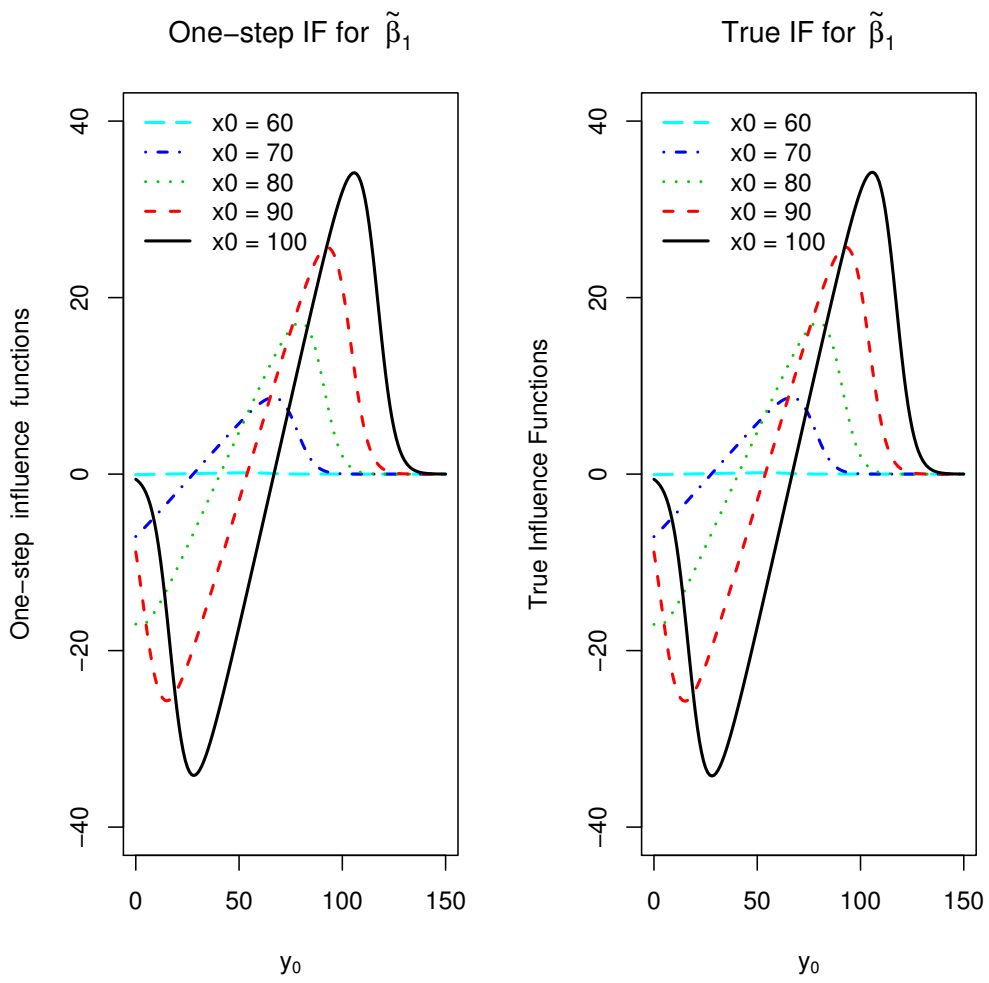 One−step IF for β̃₁
40
20
0
−20
−40
One−step influence functions
x0 = 60
x0 = 70
x0 = 80
x0 = 90
x0 = 100
0 50 100 150
y₀
True IF for β̃₁
40
20
0
−20
−40
True Influence Functions
x0 = 60
x0 = 70
x0 = 80
x0 = 90
x0 = 100
0 50 100 150
y₀